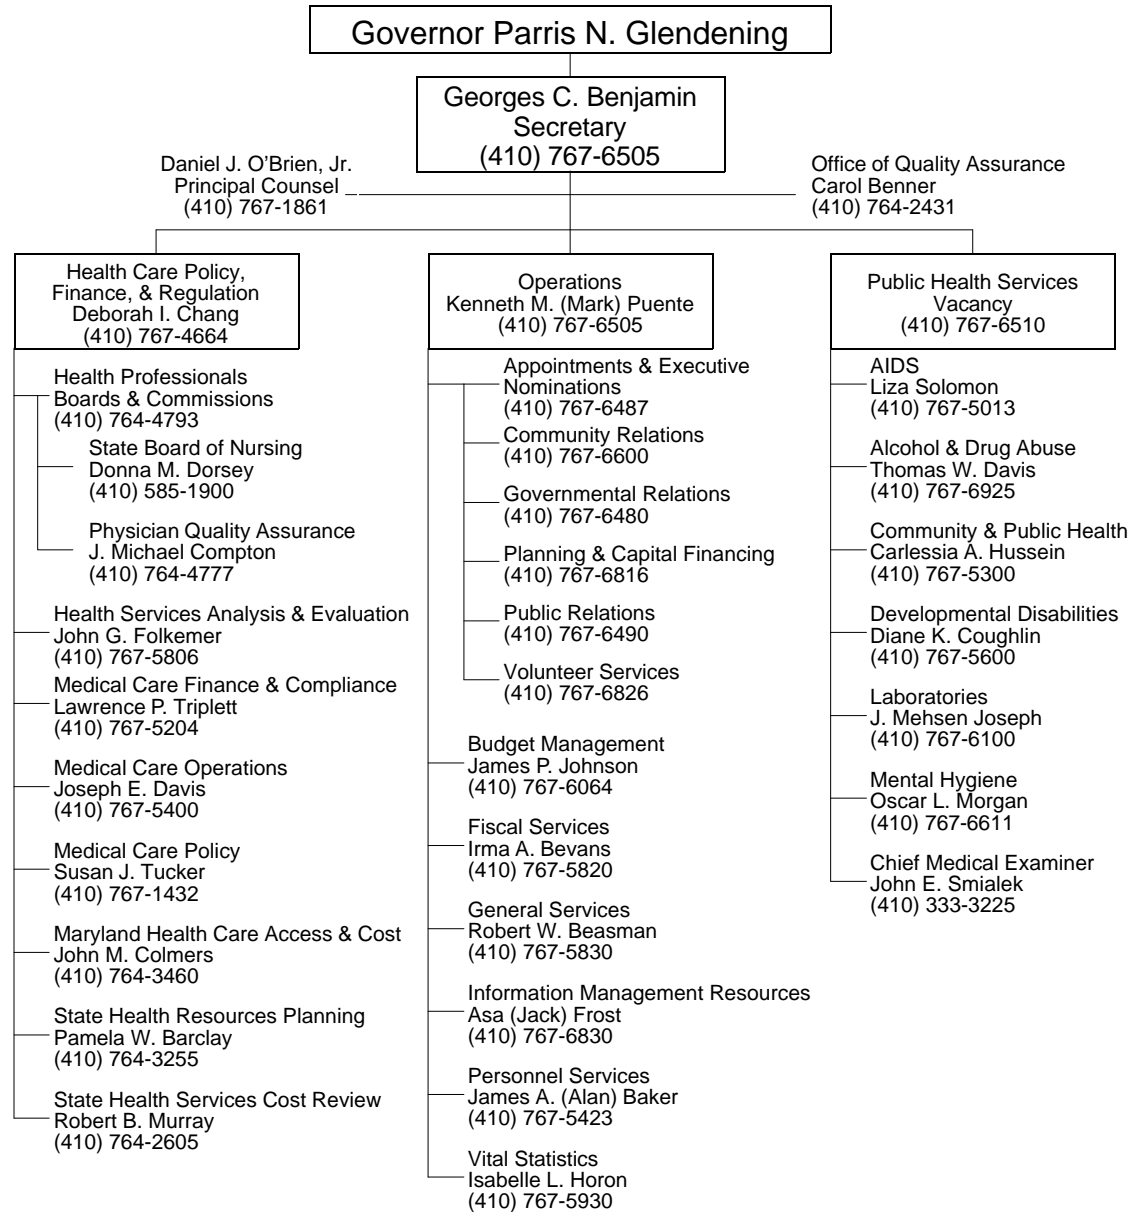 Governor Parris N. Glendening
Georges C. Benjamin
Secretary
(410) 767-6505
Daniel J. O'Brien, Jr.
Principal Counsel
(410) 767-1861
Office of Quality Assurance
Carol Benner
(410) 764-2431
Health Care Policy,
Finance, & Regulation
Deborah I. Chang
(410) 767-4664
Health Professionals
Boards & Commissions
(410) 764-4793
State Board of Nursing
Donna M. Dorsey
(410) 585-1900
Physician Quality Assurance
J. Michael Compton
(410) 764-4777
Health Services Analysis & Evaluation
John G. Folkemer
(410) 767-5806
Medical Care Finance & Compliance
Lawrence P. Triplett
(410) 767-5204
Medical Care Operations
Joseph E. Davis
(410) 767-5400
Medical Care Policy
Susan J. Tucker
(410) 767-1432
Maryland Health Care Access & Cost
John M. Colmers
(410) 764-3460
State Health Resources Planning
Pamela W. Barclay
(410) 764-3255
State Health Services Cost Review
Robert B. Murray
(410) 764-2605
Operations
Kenneth M. (Mark) Puente
(410) 767-6505
Appointments & Executive
Nominations
(410) 767-6487
Community Relations
(410) 767-6600
Governmental Relations
(410) 767-6480
Planning & Capital Financing
(410) 767-6816
Public Relations
(410) 767-6490
Volunteer Services
(410) 767-6826
Budget Management
James P. Johnson
(410) 767-6064
Fiscal Services
Irma A. Bevans
(410) 767-5820
General Services
Robert W. Beasman
(410) 767-5830
Information Management Resources
Asa (Jack) Frost
(410) 767-6830
Personnel Services
James A. (Alan) Baker
(410) 767-5423
Vital Statistics
Isabelle L. Horon
(410) 767-5930
Public Health Services
Vacancy
(410) 767-6510
AIDS
Liza Solomon
(410) 767-5013
Alcohol & Drug Abuse
Thomas W. Davis
(410) 767-6925
Community & Public Health
Carlessia A. Hussein
(410) 767-5300
Developmental Disabilities
Diane K. Coughlin
(410) 767-5600
Laboratories
J. Mehsen Joseph
(410) 767-6100
Mental Hygiene
Oscar L. Morgan
(410) 767-6611
Chief Medical Examiner
John E. Smialek
(410) 333-3225